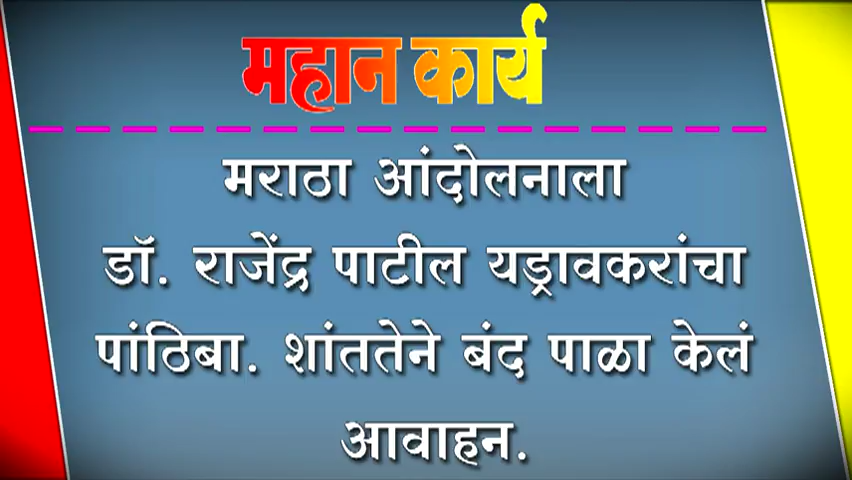 महान कार्य
मराठा आंदोलनाला
डॉ. राजेंद्र पाटील यड्रावकरांचा
पांठिबा. शांततेने बंद पाळा केलं
आवाहन.